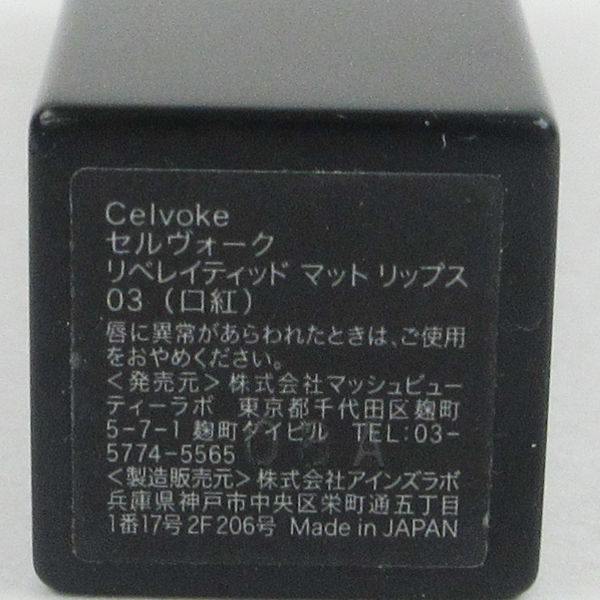 Celvoke
セルヴォーク
リベレイティッド マット リップス
03 (口紅)
唇に異常があらわれたときは、ご使用
をおやめください。
<発売元>株式会社マッシュビュー
ティーラボ 東京都千代田区麹町
5-7-1 麹町ダイビル TEL:03-
5774-5565
<製造販売元>株式会社アインズラボ
兵庫県神戸市中央区栄町通五丁目
1番17号 2F 206号 Made in JAPAN